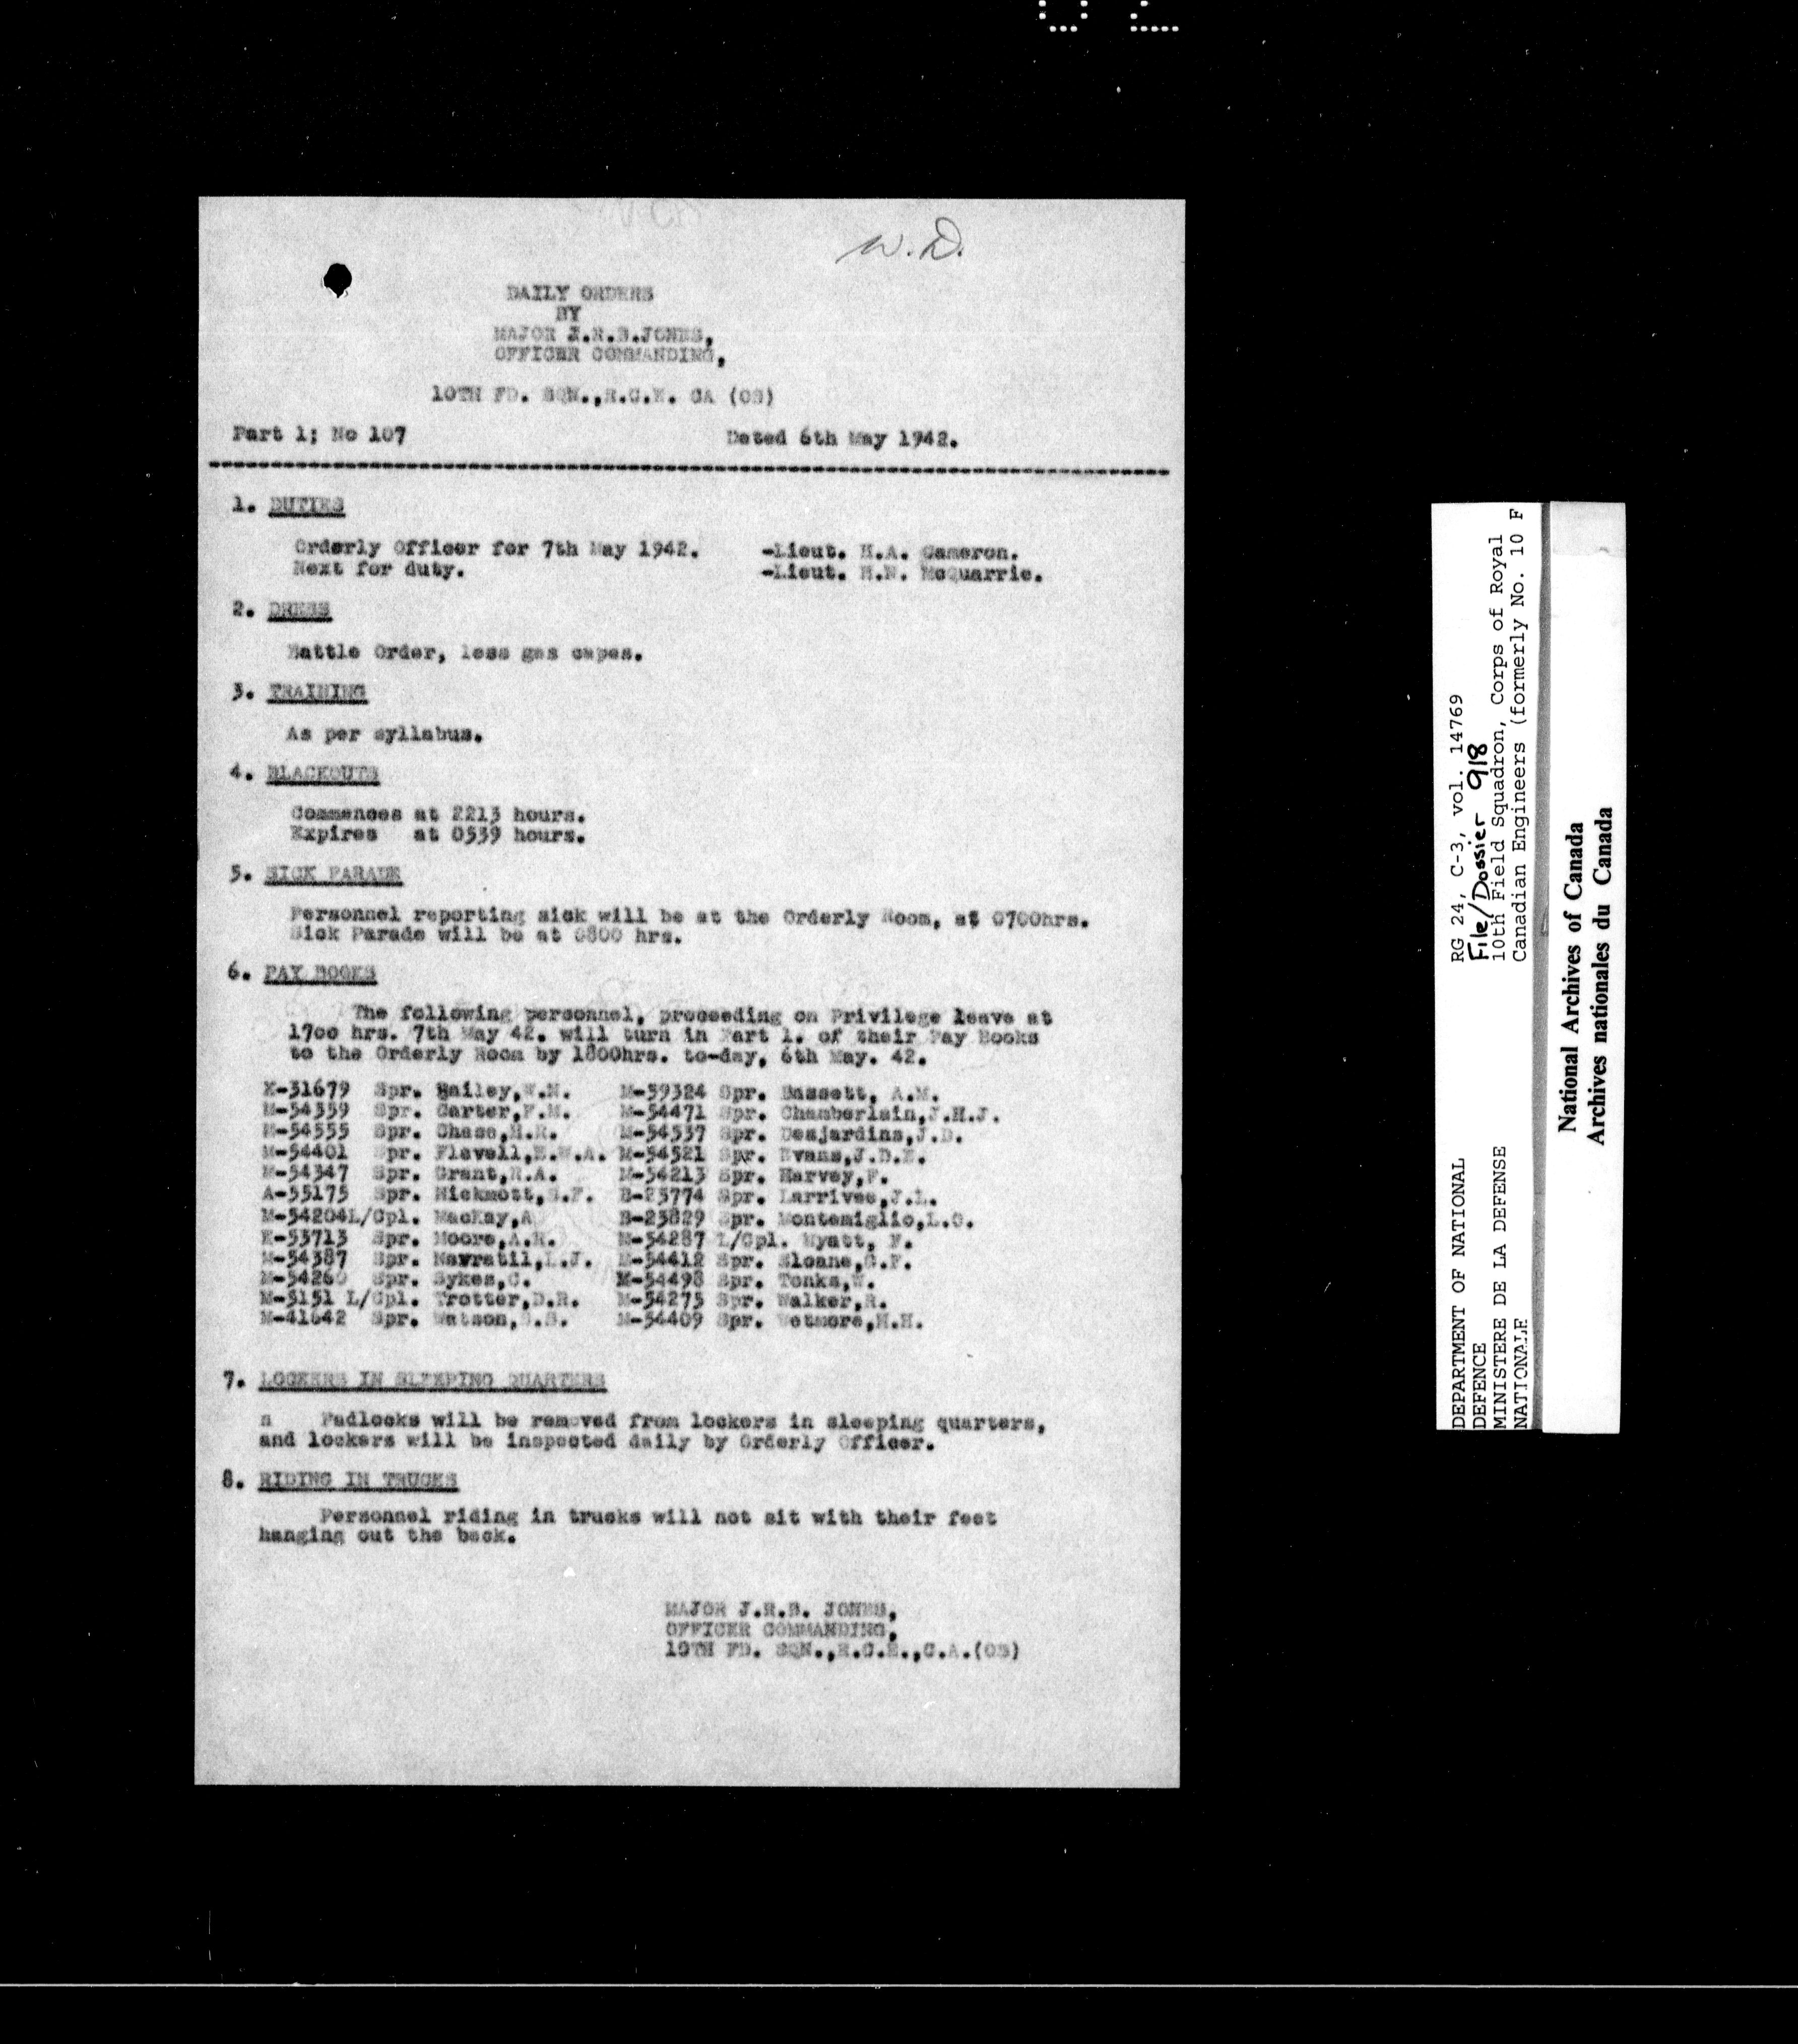 W.D.
DAILY ORDERS
BY
MAJOR J.R.B.JONES,
OFFICER COMMANDING,
10TH FD. SQN.,R.C.E. CA (OS)
Part 1; No 107 Dated 6th May 1942.
1. DUTIES
Orderly Officer for 7th May 1942. -Lieut. H.A. Cameron.
Next for duty. -Lieut. H.N. McQuarrie.
2. DRESS
Battle Order, less gas capes.
3. TRAINING
As per syllabus.
4. BLACKOUTS
Commences at 2213 hours.
Expires at 0539 hours.
5. SICK PARADE
Personnel reporting sick will be at the Orderly Room, at 0700hrs.
Sick Parade will be at 0800 hrs.
6. PAY BOOKS
The following personnel, proceeding on Privilege leave at
1700 hrs. 7th May 42. will turn in Part 1. of their Pay Books
to the Orderly Room by 1800hrs. to-day, 6th May. 42.
K-31679 Spr. Bailey,W.M. M-59324 Spr. Bassett, A.M.
M-54359 Spr. Carter,F.M. M-54471 Spr. Chamberlain,J.H.J.
M-54555 Spr. Chase,H.R. M-54537 Spr. Desjardins,J.D.
M-54401 Spr. Flavell,E.W.A. M-54521 Spr. Evans,J.D.E.
M-54347 Spr. Grant,R.A. M-54213 Spr. Harvey,F.
A-55175 Spr. Hickmott,S.F. B-25774 Spr. Larrivee,J.L.
M-54204L/Cpl. MacKay,A B-25829 Spr. Montemiglio,L.C.
K-53713 Spr. Moore,A.R. M-54287 L/Cpl. Myatt, F.
M-54387 Spr. Navratil,L.J. M-54412 Spr. Sloane,G.F.
M-54260 Spr. Sykes,C. M-54498 Spr. Tonks,W.
M-5151 L/Cpl. Trotter,D.R. M-54275 Spr. Walker,R.
M-41642 Spr. Watson,S.S. M-54409 Spr. Wetmore,H.H.
7. LOCKERS IN SLEEPING QUARTERS
n Padlocks will be removed from lockers in sleeping quarters,
and lockers will be inspected daily by Orderly Officer.
8. RIDING IN TRUCKS
Personnel riding in trucks will not sit with their feet
hanging out the back.
MAJOR J.R.B. JONES,
OFFICER COMMANDING,
10TH FD. SQN.,R.C.E.,C.A.(OS)
DEPARTMENT OF NATIONAL
DEFENCE
MINISTERE DE LA DEFENSE
NATIONALE
RG 24, C-3, vol. 14769
File/Dossier 918
10th Field Squadron, Corps of Royal
Canadian Engineers (formerly No. 10 F
National Archives of Canada
Archives nationales du Canada